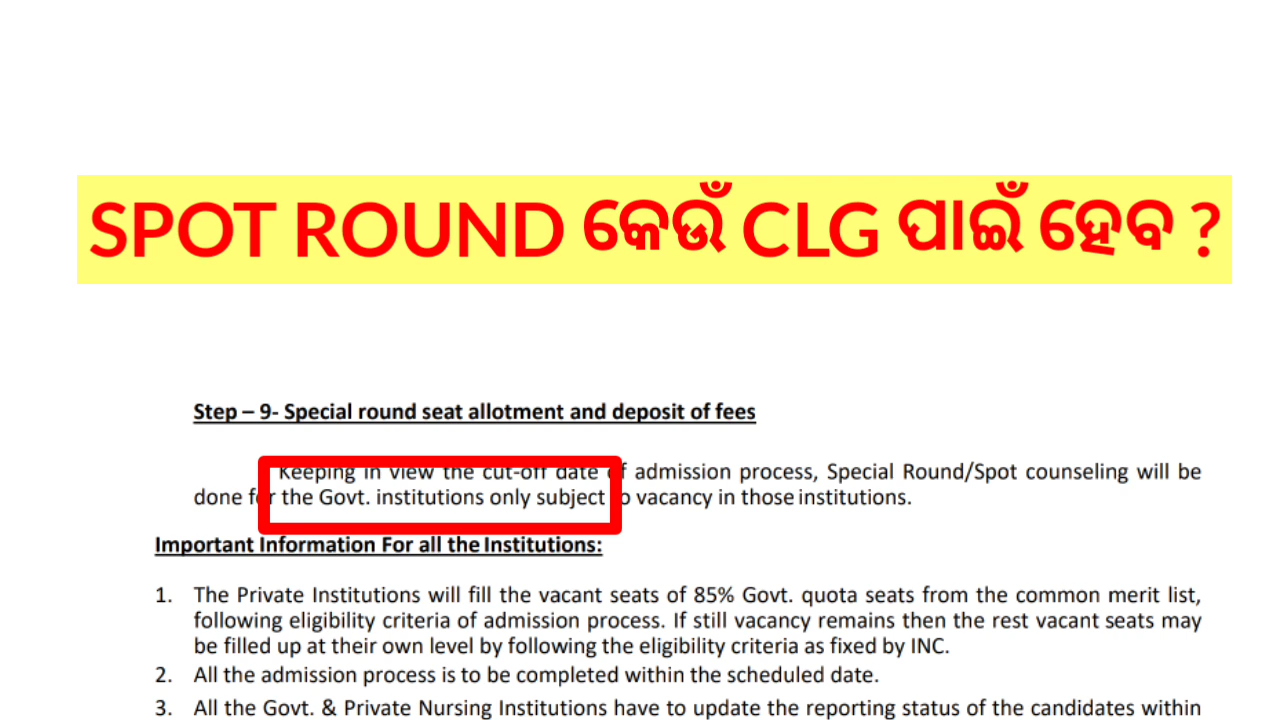 SPOT ROUND କେଉଁ CLG ପାଇଁ ହେବ ?
Step – 9- Special round seat allotment and deposit of fees
Keeping in view the cut-off date of admission process, Special Round/Spot counseling will be
done for the Govt. institutions only subject to vacancy in those institutions.
Important Information For all the Institutions:
1. The Private Institutions will fill the vacant seats of 85% Govt. quota seats from the common merit list,
following eligibility criteria of admission process. If still vacancy remains then the rest vacant seats may
be filled up at their own level by following the eligibility criteria as fixed by INC.
2. All the admission process is to be completed within the scheduled date.
3. All the Govt. & Private Nursing Institutions have to update the reporting status of the candidates within